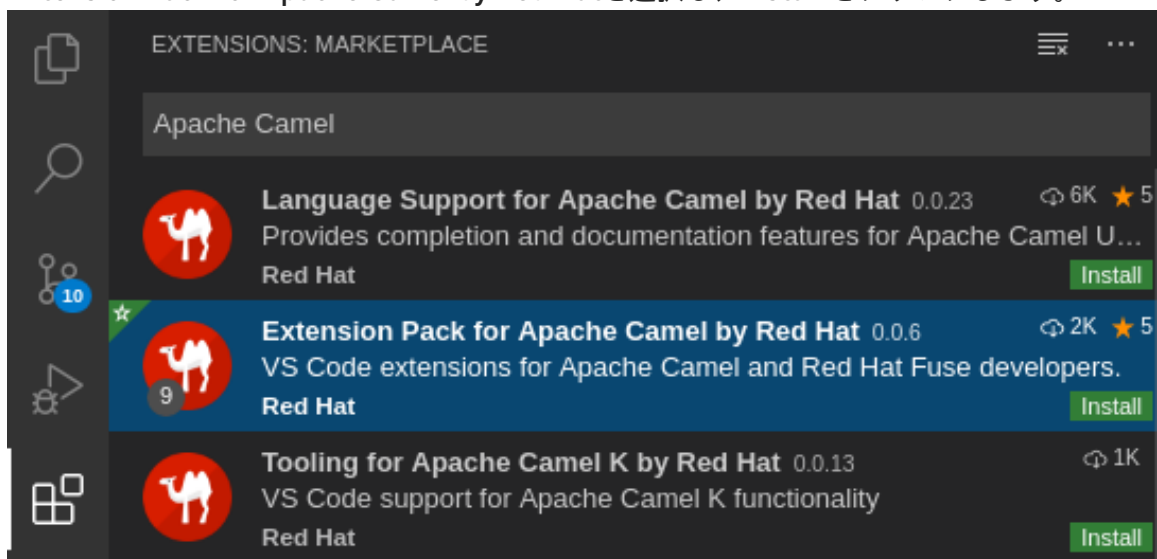 EXTENSIONS: MARKETPLACE
Apache Camel
Language Support for Apache Camel by Red Hat 0.0.23 6K ★ 5
Provides completion and documentation features for Apache Camel U...
Red Hat Install
Extension Pack for Apache Camel by Red Hat 0.0.6 2K ★ 5
VS Code extensions for Apache Camel and Red Hat Fuse developers.
9
Red Hat Install
Tooling for Apache Camel K by Red Hat 0.0.13 1K
VS Code support for Apache Camel K functionality
Red Hat Install
10